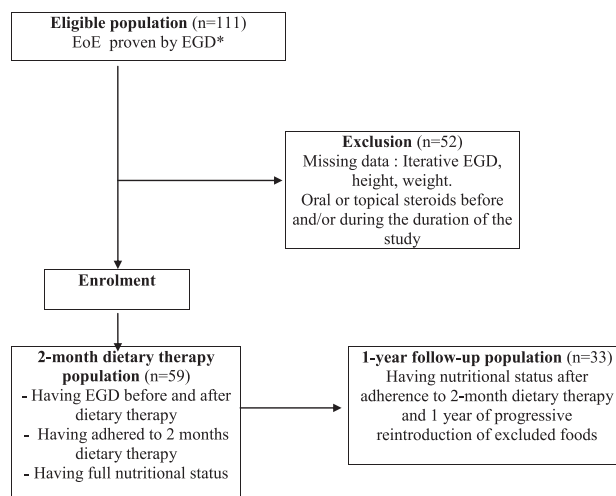 Eligible population (n=111)
EoE proven by EGD*
Exclusion (n=52)
Missing data : Iterative EGD,
height, weight.
Oral or topical steroids before
and/or during the duration of the
study
Enrolment
2-month dietary therapy
population (n=59)
- Having EGD before and after
dietary therapy
- Having adhered to 2 months
dietary therapy
- Having full nutritional status
1-year follow-up population (n=33)
Having nutritional status after
adherence to 2-month dietary therapy
and 1 year of progressive
reintroduction of excluded foods